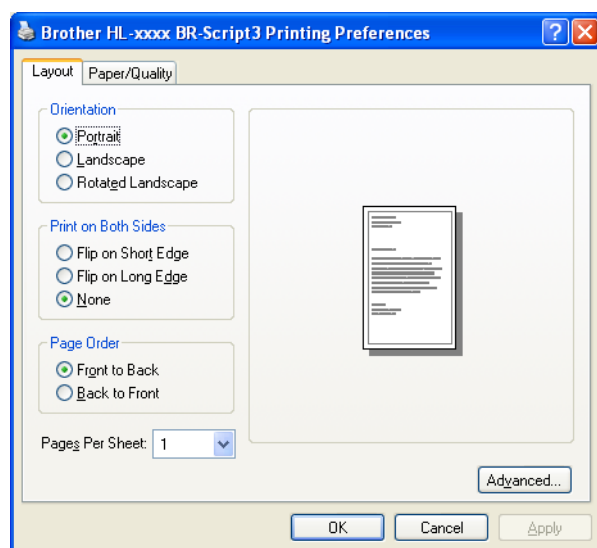 Brother HL-xxxx BR-Script3 Printing Preferences
Layout Paper/Quality
Orientation
Portrait
Landscape
Rotated Landscape
Print on Both Sides
Flip on Short Edge
Flip on Long Edge
None
Page Order
Front to Back
Back to Front
Pages Per Sheet: 1
Advanced...
OK Cancel Apply